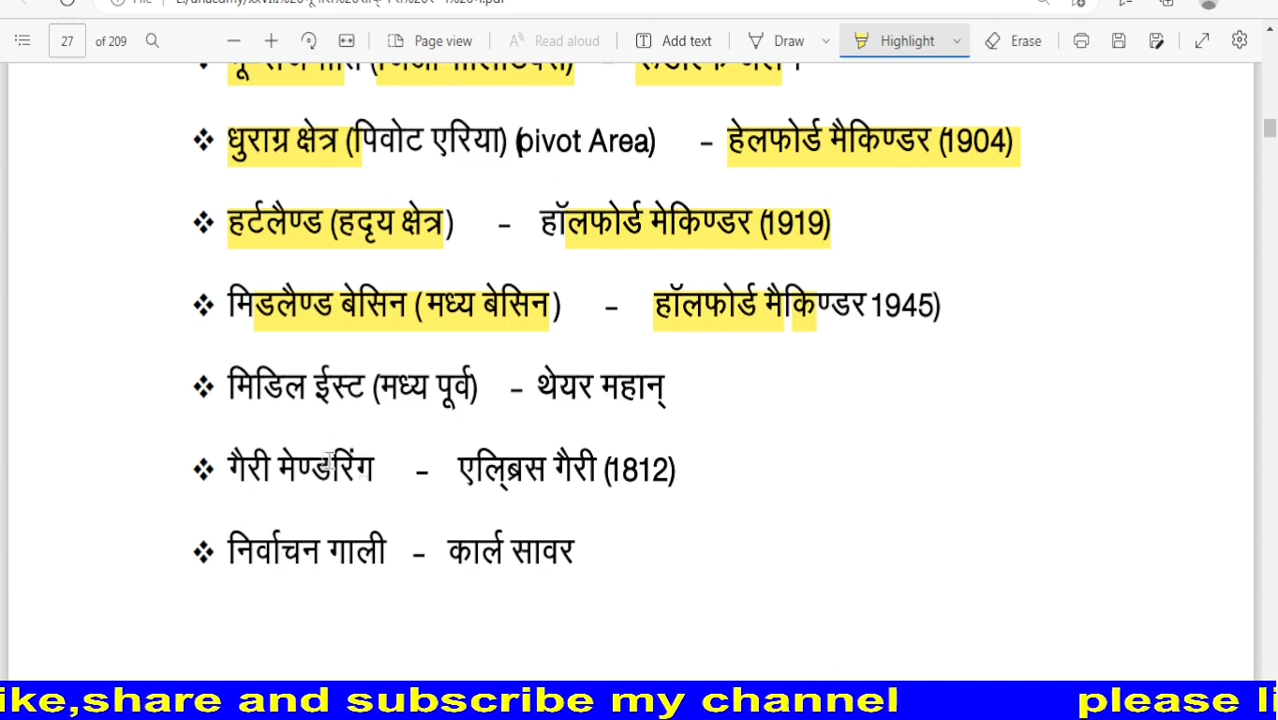 27 of 209 Page view Read aloud Add text Draw Highlight Erase
❖ धुराग्र क्षेत्र (पिवोट एरिया) (pivot Area) - हेलफोर्ड मैकिण्डर (1904)
❖ हर्टलैण्ड (हदृय क्षेत्र) - हॉलफोर्ड मेकिण्डर (1919)
❖ मिडलैण्ड बेसिन ( मध्य बेसिन) - हॉलफोर्ड मैकिण्डर 1945)
❖ मिडिल ईस्ट (मध्य पूर्व) - थेयर महान्
❖ गैरी मेण्डरिंग - एल्ब्रिस गैरी (1812)
❖ निर्वाचन गाली - कार्ल सावर
ike,share and subscribe my channel please li